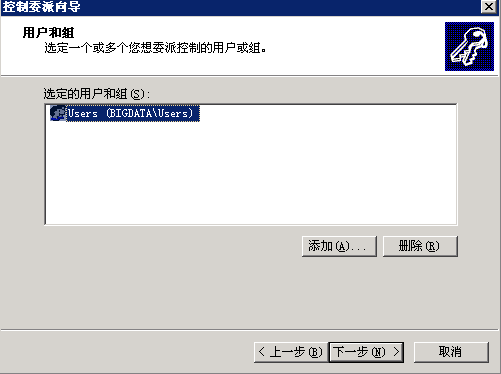 控制委派向导
用户和组
选定一个或多个您想委派控制的用户或组。
选定的用户和组(S):
Users (BIGDATA\Users)
添加(A)...
删除(R)
< 上一步(B)
下一步(N) >
取消